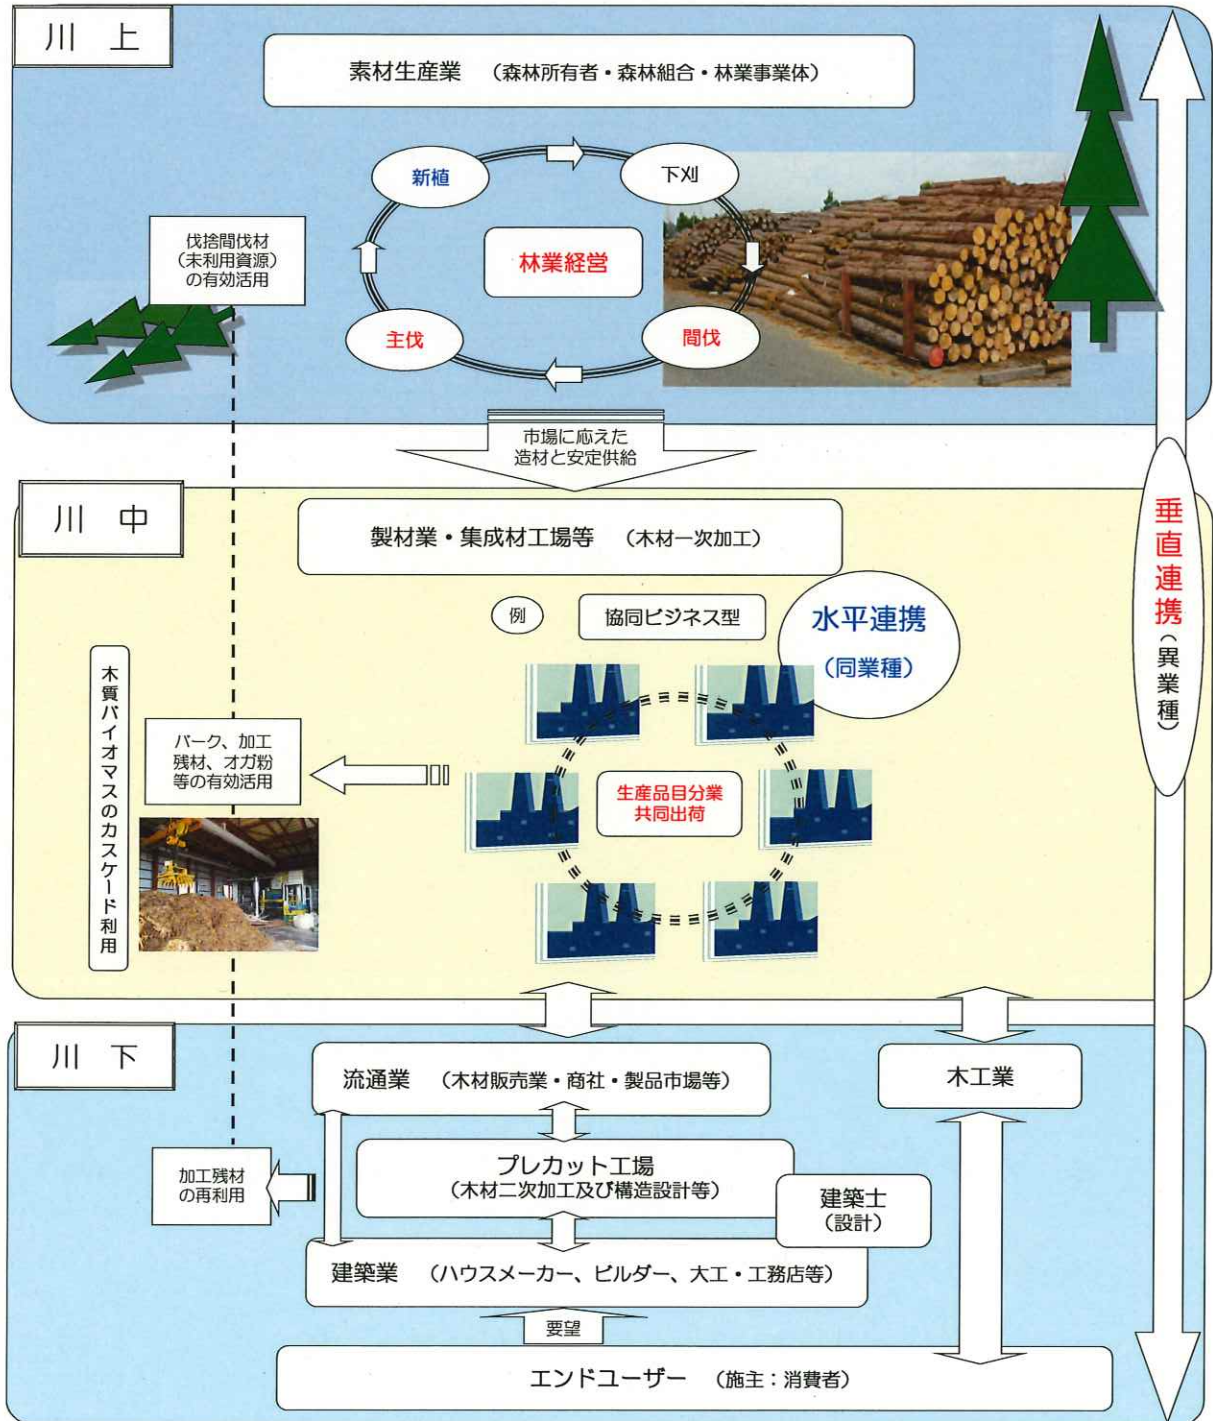 川　上
素材生産業　（森林所有者・森林組合・林業事業体）
新植
下刈
伐捨間伐材
（未利用資源）
の有効活用
林業経営
主伐
間伐
市場に応えた
造材と安定供給
川　中
製材業・集成材工場等　（木材一次加工）
垂直連携（異業種）
例
協同ビジネス型
水平連携
（同業種）
木質バイオマスのカスケード利用
バーク、加工
残材、オガ粉
等の有効活用
生産品目分業
共同出荷
川　下
流通業　（木材販売業・商社・製品市場等）
木工業
プレカット工場
（木材二次加工及び構造設計等）
加工残材
の再利用
建築士
（設計）
建築業　（ハウスメーカー、ビルダー、大工・工務店等）
要望
エンドユーザー　（施主：消費者）